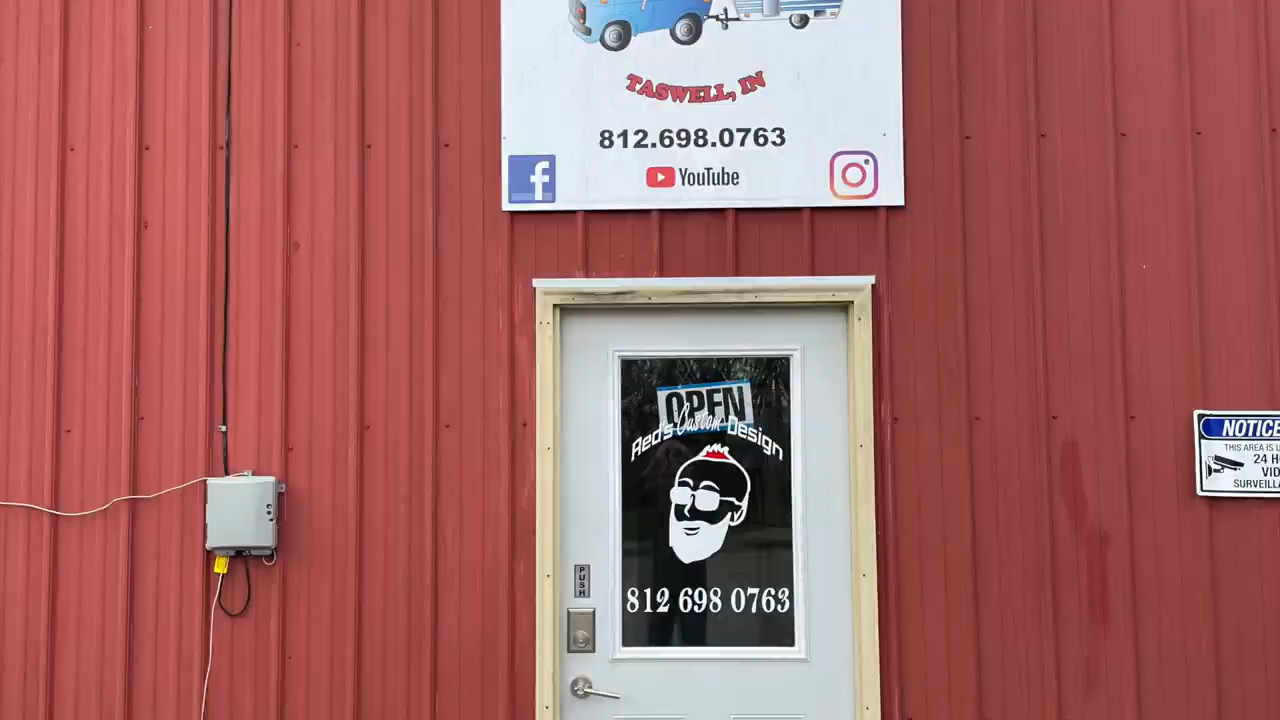 TASWELL, IN
812.698.0763
f
YouTube
OPEN
Red's Custom Design
812 698 0763
PUSH
NOTICE
THIS AREA IS
24
SURVEILLA